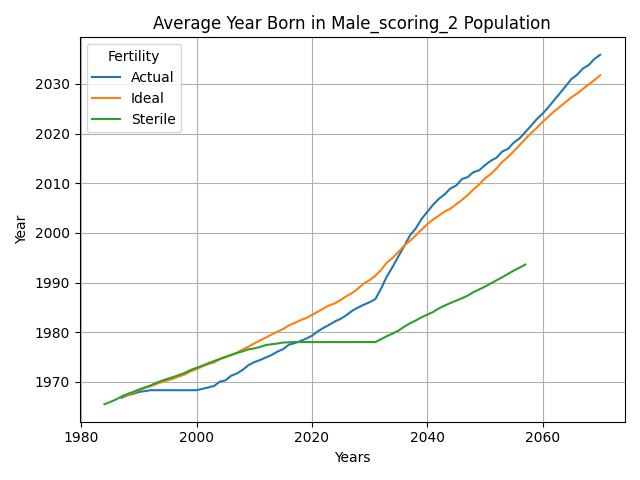 Average Year Born in Male_scoring_2 Population
Fertility
Actual
Ideal
Sterile
Year
2030
2020
2010
2000
1990
1980
1970
1980 2000 2020 2040 2060
Years